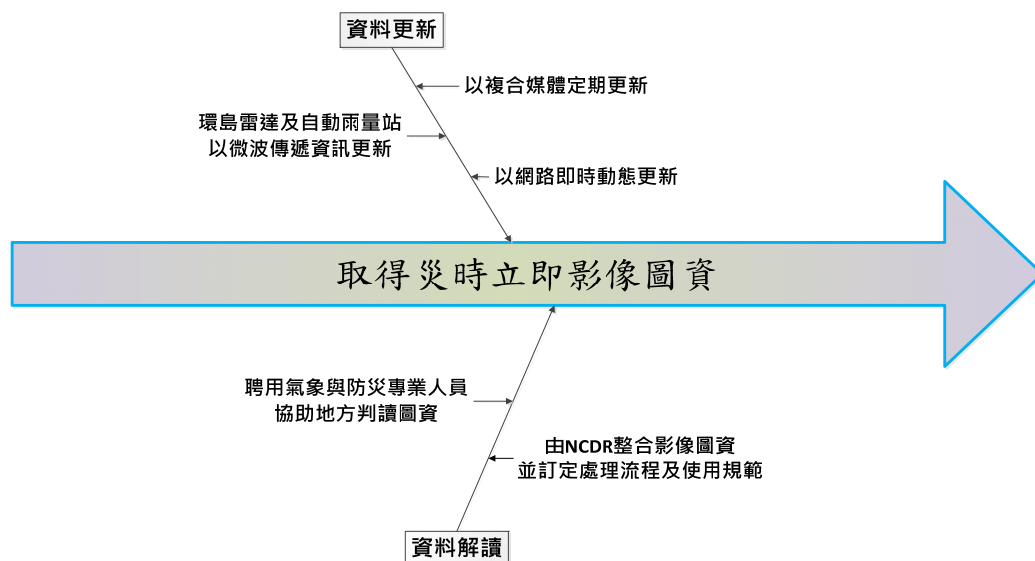 資料更新
以複合媒體定期更新
環島雷達及自動雨量站
以微波傳遞資訊更新
以網路即時動態更新
取得災時立即影像圖資
聘用氣象與防災專業人員
協助地方判讀圖資
由NCDR整合影像圖資
並訂定處理流程及使用規範
資料解讀